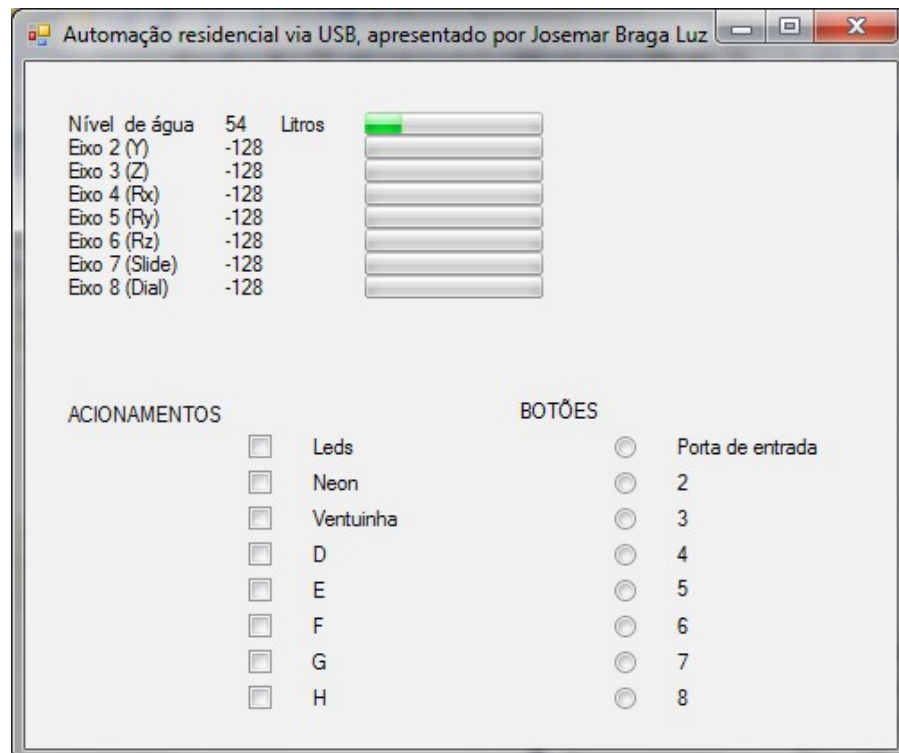 Automação residencial via USB, apresentado por Josemar Braga Luz
Nível de água 54 Litros
Eixo 2 (Y) -128
Eixo 3 (Z) -128
Eixo 4 (Rx) -128
Eixo 5 (Ry) -128
Eixo 6 (Rz) -128
Eixo 7 (Slide) -128
Eixo 8 (Dial) -128
ACIONAMENTOS BOTÕES
Leds Porta de entrada
Neon 2
Ventuinha 3
D 4
E 5
F 6
G 7
H 8